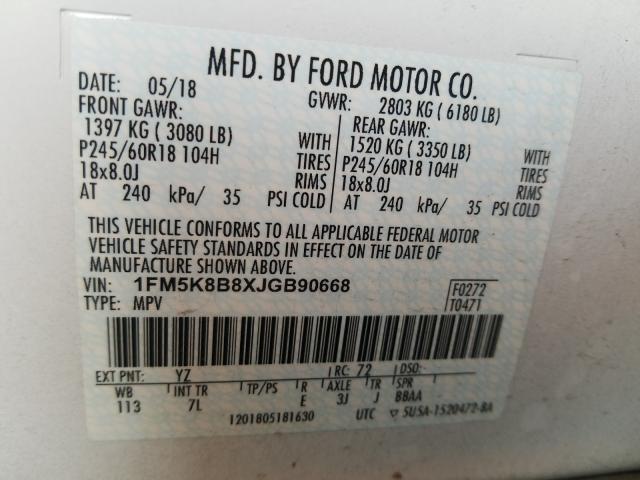 MFD. BY FORD MOTOR CO.
DATE: 05/18 GVWR: 2803 KG ( 6180 LB)
FRONT GAWR: REAR GAWR:
1397 KG ( 3080 LB) WITH 1520 KG ( 3350 LB) WITH
P245/60R18 104H TIRES P245/60R18 104H TIRES
18x8.0J RIMS 18x8.0J RIMS
AT 240 kPa/ 35 PSI COLD AT 240 kPa/ 35 PSI COLD
THIS VEHICLE CONFORMS TO ALL APPLICABLE FEDERAL MOTOR
VEHICLE SAFETY STANDARDS IN EFFECT ON THE DATE OF
MANUFACTURE SHOWN ABOVE.
VIN: 1FM5K8B8XJGB90668 F0272
TYPE: MPV T0471
EXT PNT: YZ RC: 72 DSO:
WB INT TR TP/PS R AXLE TR SPR
113 7L E 3J J BBAA
1201805181630 UTC ▽ 5USA-1520472-BA